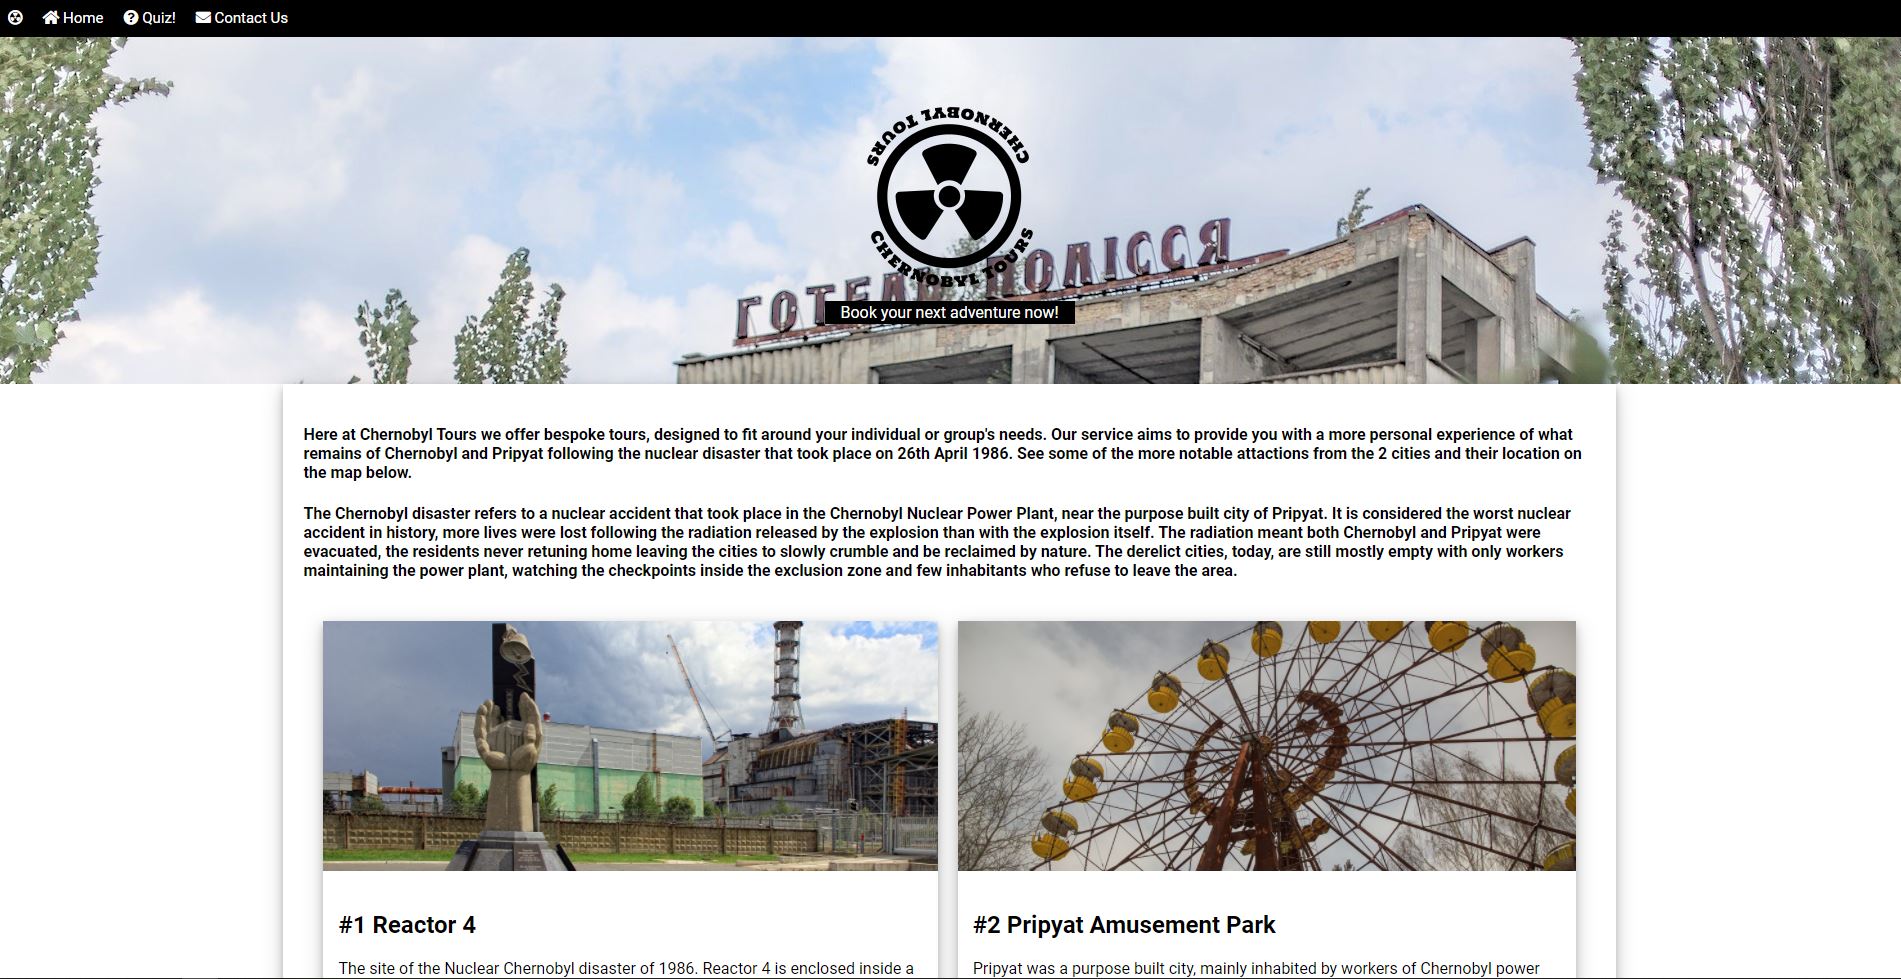 Home Quiz! Contact Us
CHERNOBYL TOURS
CHERNOBYL TOURS
ГОТЕЛЬ ПОЛІССЯ
Book your next adventure now!
Here at Chernobyl Tours we offer bespoke tours, designed to fit around your individual or group's needs. Our service aims to provide you with a more personal experience of what
remains of Chernobyl and Pripyat following the nuclear disaster that took place on 26th April 1986. See some of the more notable attactions from the 2 cities and their location on
the map below.
The Chernobyl disaster refers to a nuclear accident that took place in the Chernobyl Nuclear Power Plant, near the purpose built city of Pripyat. It is considered the worst nuclear
accident in history, more lives were lost following the radiation released by the explosion than with the explosion itself. The radiation meant both Chernobyl and Pripyat were
evacuated, the residents never retuning home leaving the cities to slowly crumble and be reclaimed by nature. The derelict cities, today, are still mostly empty with only workers
maintaining the power plant, watching the checkpoints inside the exclusion zone and few inhabitants who refuse to leave the area.
#1 Reactor 4
The site of the Nuclear Chernobyl disaster of 1986. Reactor 4 is enclosed inside a
#2 Pripyat Amusement Park
Pripyat was a purpose built city, mainly inhabited by workers of Chernobyl power